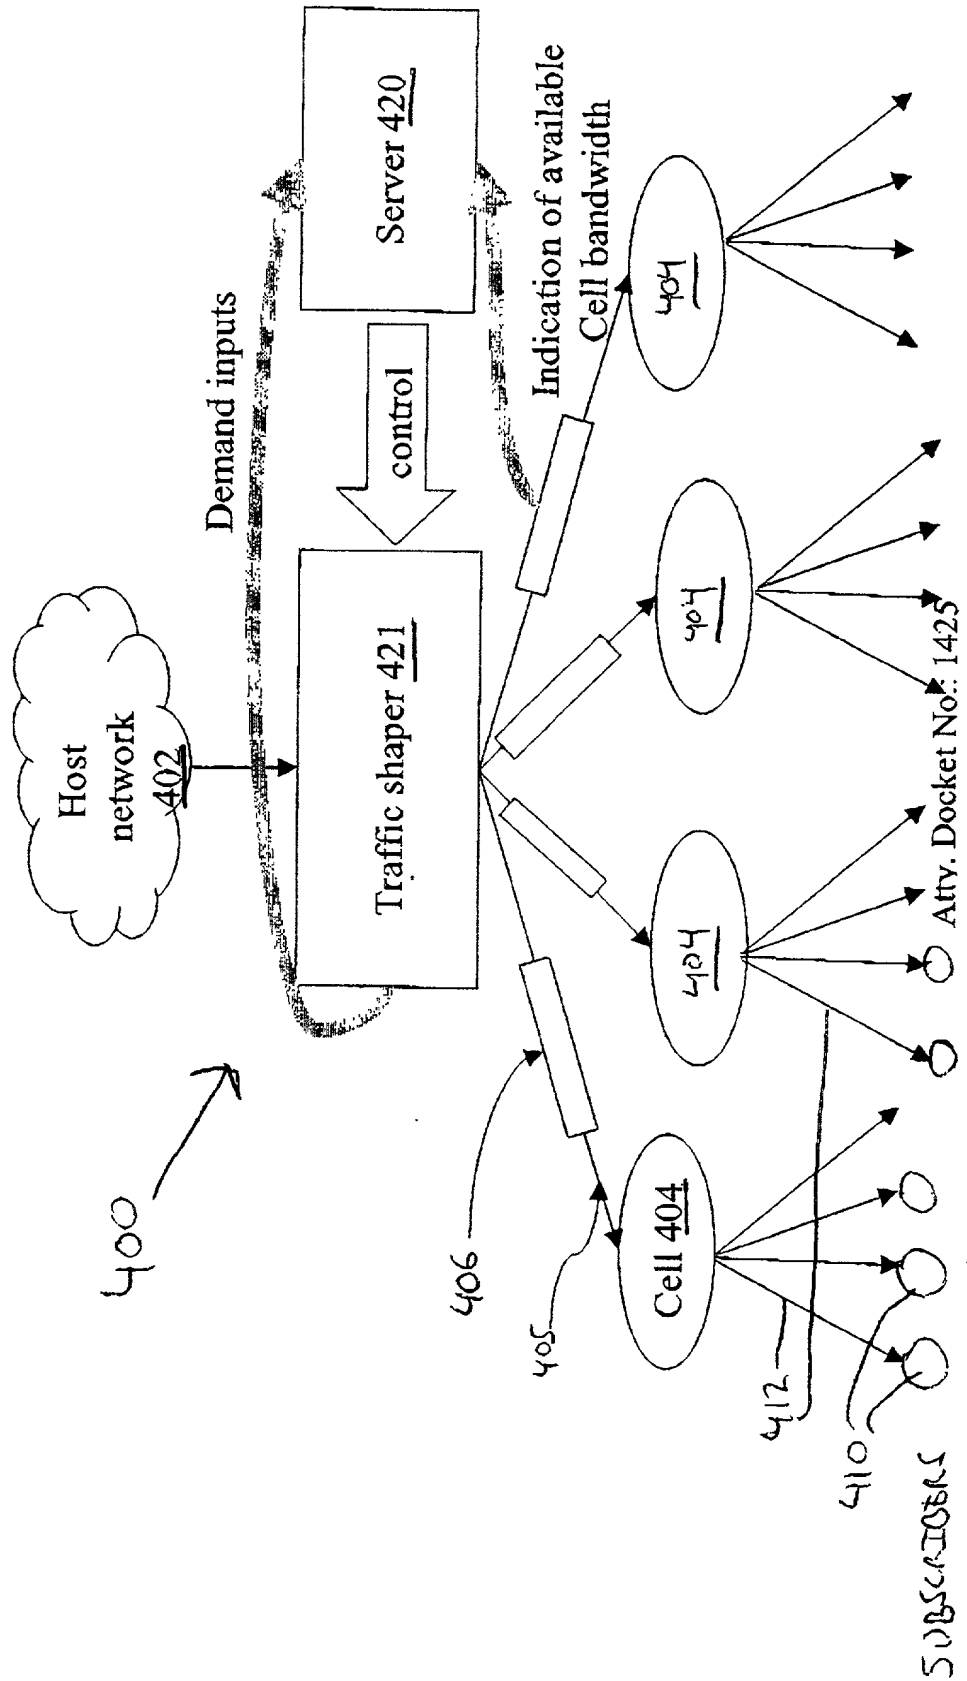 400
Host
network
402
Demand inputs
Traffic shaper 421
control
Server 420
Indication of available
Cell bandwidth
406
405
Cell 404
404
404
404
412
410
SUBSCRIBERS
Atty. Docket No.: 1425